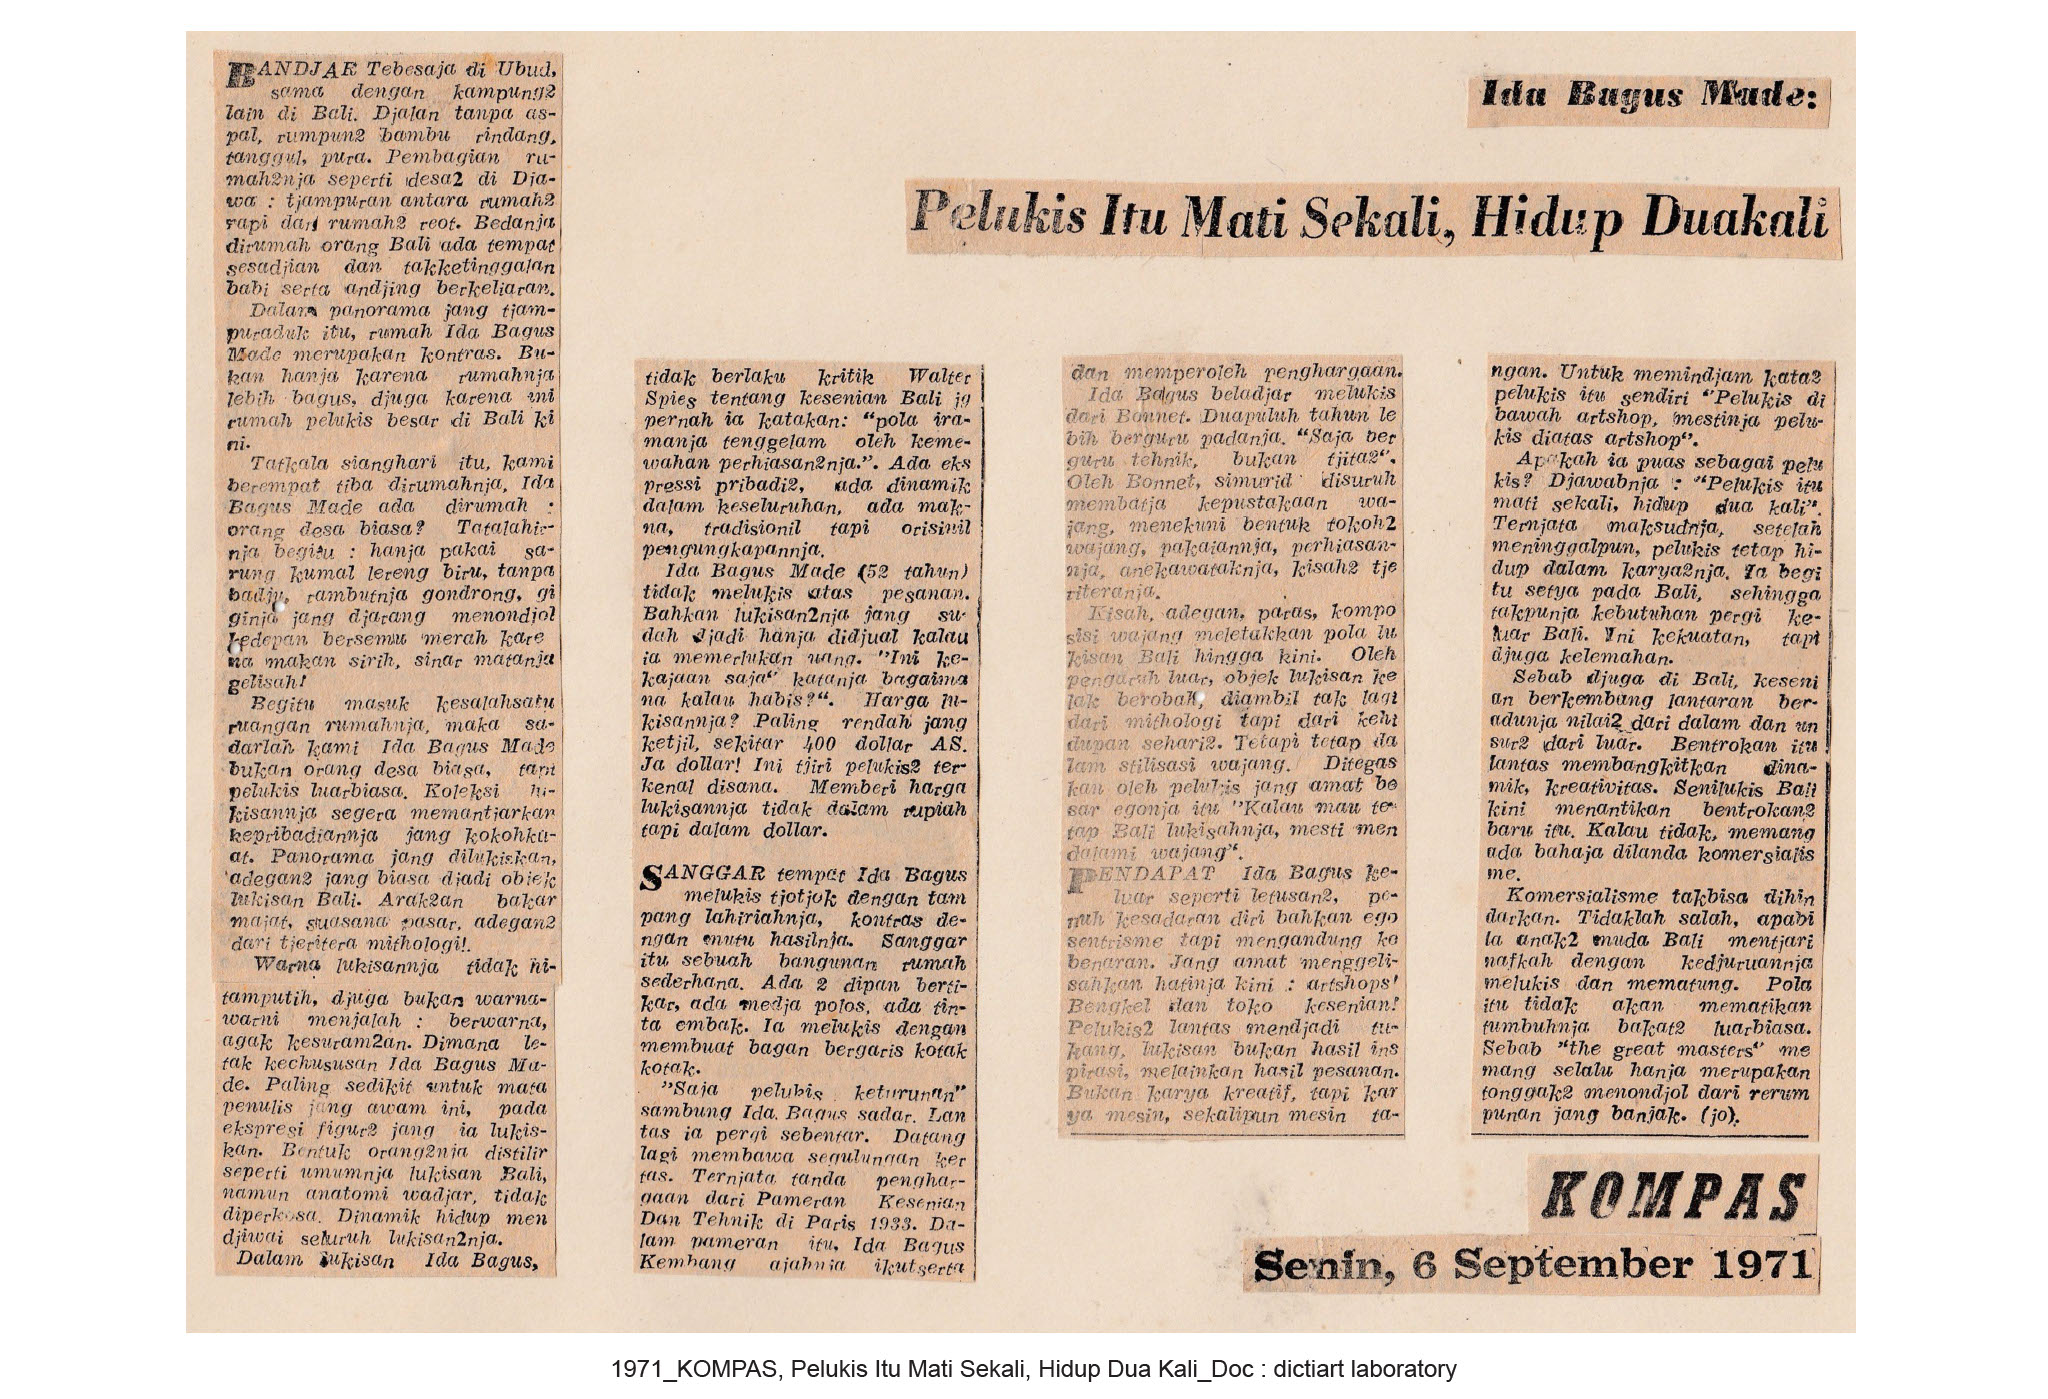 Ida Bagus Made:
Pelukis Itu Mati Sekali, Hidup Duakali
BANDJAR Tebesaja di Ubud,
sama dengan kampung2
lain di Bali. Djalan tanpa as-
pal, rumpun2 bambu rindang,
tanggul, pura. Pembagian ru-
mah2nja seperti desa2 di Dja-
wa : tjampuran antara rumah2
rapi dari rumah2 reot. Bedanja
dirumah orang Bali ada tempat
sesadjian dan takketinggalan
babi serta andjing berkeliaran.
Dalam panorama jang tjam-
puraduk itu, rumah Ida Bagus
Made merupakan kontras. Bu-
kan hanja karena rumahnja
lebih bagus, djuga karena ini
rumah pelukis besar di Bali ki
ni.
Tatkala sianghari itu, kami
berempat tiba dirumahnja, Ida
Bagus Made ada dirumah :
orang desa biasa? Tatalahir-
nja begitu : hanja pakai sa-
rung kumal lereng biru, tanpa
badju, rambutnja gondrong, gi
ginja jang djarang menondjol
kedepan bersemu merah kare
na makan sirih, sinar matanja
gelisah!
Begitu masuk kesalahsatu
ruangan rumahnja, maka sa-
darlah kami Ida Bagus Made
bukan orang desa biasa, tapi
pelukis luarbiasa. Koleksi lu-
kisannja segera memantjarkan
kepribadiannja jang kokohku-
at. Panorama jang dilukiskan,
adegan2 jang biasa djadi objek
lukisan Bali. Arak2an bakar
majat, suasana pasar, adegan2
dari tjeritera mithologi!.
Warna lukisannja tidak hi-
tamputih, djuga bukan warna-
warni menjalah : berwarna,
agak kesuram2an. Dimana le-
tak kechususan Ida Bagus Ma-
de. Paling sedikit untuk mata
penulis jang awam ini, pada
ekspresi figur2 jang ia lukis-
kan. Bentuk orang2nja distilir
seperti umumnja lukisan Bali,
namun anatomi wadjar, tidak
diperkosa. Dinamik hidup men
djiwai seluruh lukisan2nja.
Dalam lukisan Ida Bagus,
tidak berlaku kritik Walter
Spies tentang kesenian Bali jg
pernah ia katakan: "pola ira-
manja tenggelam oleh keme-
wahan perhiasan2nja.". Ada eks
pressi pribadi2, ada dinamik
dalam keseluruhan, ada mak-
na, tradisionil tapi orisinil
pengungkapannja.
Ida Bagus Made (52 tahun)
tidak melukis atas pesanan.
Bahkan lukisan2nja jang su-
dah djadi hanja didjual kalau
ia memerlukan uang. "Ini ke-
kajaan saja" katanja bagaima
na kalau habis?". Harga lu-
kisannja? Paling rendah jang
ketjil, sekitar 400 dollar AS.
Ja dollar! Ini tjiri pelukis2 ter-
kenal disana. Memberi harga
lukisannja tidak dalam rupiah
tapi dalam dollar.
SANGGAR tempat Ida Bagus
melukis tjotjok dengan tam
pang lahiriahnja, kontras de-
ngan mutu hasilnja. Sanggar
itu sebuah bangunan rumah
sederhana. Ada 2 dipan berti-
kar, ada medja polos, ada tin-
ta embak. Ia melukis dengan
membuat bagan bergaris kotak
kotak.
"Saja pelubis keturunan"
sambung Ida Bagus sadar. Lan
tas ia pergi sebentar. Datang
lagi membawa segulungan ker
tas. Ternjata tanda penghar-
gaan dari Pameran Kesenian
Dan Tehnik di Paris 1933. Da-
lam pameran itu, Ida Bagus
Kembang ajahnja ikutserta
dan memperoleh penghargaan.
Ida Bagus beladjar melukis
dari Bonnet. Duapuluh tahun le
bih berguru padanja. "Saja ber
guru tehnik, bukan tjita2".
Oleh Bonnet, simurid disuruh
membatja kepustakaan wa-
jang, menekuni bentuk tokoh2
wajang, pakaiannja, perhiasan-
nja, anekawataknja, kisah2 tje
riteranja.
Kisah, adegan, paras, kompo
sisi wajang meletakkan pola lu
kisan Bali hingga kini. Oleh
pengaruh luar, objek lukisan ke
lak berobah, diambil tak lagi
dari mithologi tapi dari kehi
dupan sehari2. Tetapi tetap da
lam stilisasi wajang. Ditegas
kan oleh pelukis jang amat be
sar egonja itu "Kalau mau te-
tap Bali lukisahnja, mesti men
dalami wajang".
PENDAPAT Ida Bagus ke-
luar seperti letusan2, pe-
nuh kesadaran diri bahkan ego
sentrisme tapi mengandung ke
benaran. Jang amat menggeli-
sahkan hatinja kini : artshops'
Bengkel dan toko kesenian!
Pelukis2 lantas mendjadi tu-
kang, lukisan bukan hasil ins
pirasi, melainkan hasil pesanan.
Bukan karya kreatif, tapi kar
ya mesin, sekalipun mesin ta-
ngan. Untuk memindjam kata2
pelukis itu sendiri "Pelukis di
bawah artshop, mestinja pelu-
kis diatas artshop".
Apakah ia puas sebagai pelu
kis? Djawabnja : "Pelukis itu
mati sekali, hidup dua kali".
Ternjata maksudnja, setelah
meninggalpun, pelukis tetap hi-
dup dalam karya2nja. Ia begi
tu setya pada Bali, sehingga
takpunja kebutuhan pergi ke-
luar Bali. Ini kekuatan, tapi
djuga kelemahan.
Sebab djuga di Bali, keseni
an berkembang lantaran ber-
adunja nilai2 dari dalam dan un
sur2 dari luar. Bentrokan itu
lantas membangkitkan dina-
mik, kreativitas. Senilukis Bali
kini menantikan bentrokan2
baru itu. Kalau tidak, memang
ada bahaja dilanda komersialis
me.
Komersialisme takbisa dihin
darkan. Tidaklah salah, apabi
la anak2 muda Bali mentjari
nafkah dengan kedjuruannja
melukis dan mematung. Pola
itu tidak akan mematikan
tumbuhnja bakat2 luarbiasa.
Sebab "the great masters" me
mang selalu hanja merupakan
tonggak2 menondjol dari rerum
punan jang banjak. (jo).
KOMPAS
Senin, 6 September 1971
1971_KOMPAS, Pelukis Itu Mati Sekali, Hidup Dua Kali_Doc : dictiart laboratory